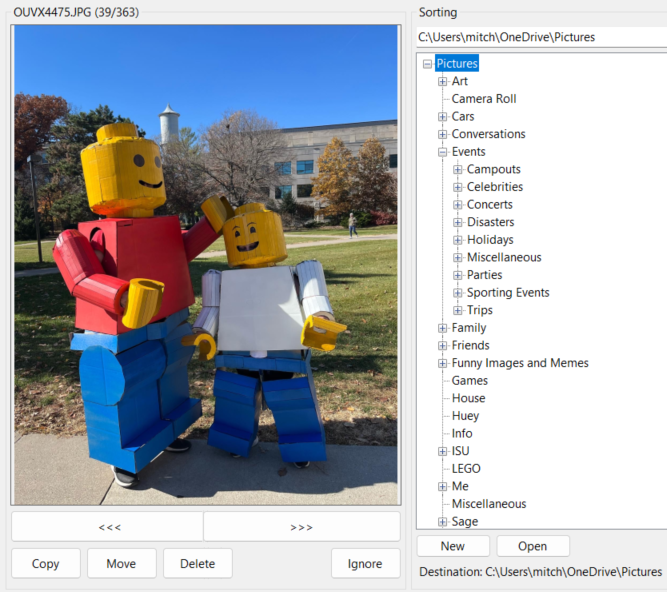 OUVX4475.JPG (39/363)
<<<
>>>
Copy
Move
Delete
Ignore
Sorting
C:\Users\mitch\OneDrive\Pictures
Pictures
Art
Camera Roll
Cars
Conversations
Events
Campouts
Celebrities
Concerts
Disasters
Holidays
Miscellaneous
Parties
Sporting Events
Trips
Family
Friends
Funny Images and Memes
Games
House
Huey
Info
ISU
LEGO
Me
Miscellaneous
Sage
New
Open
Destination: C:\Users\mitch\OneDrive\Pictures